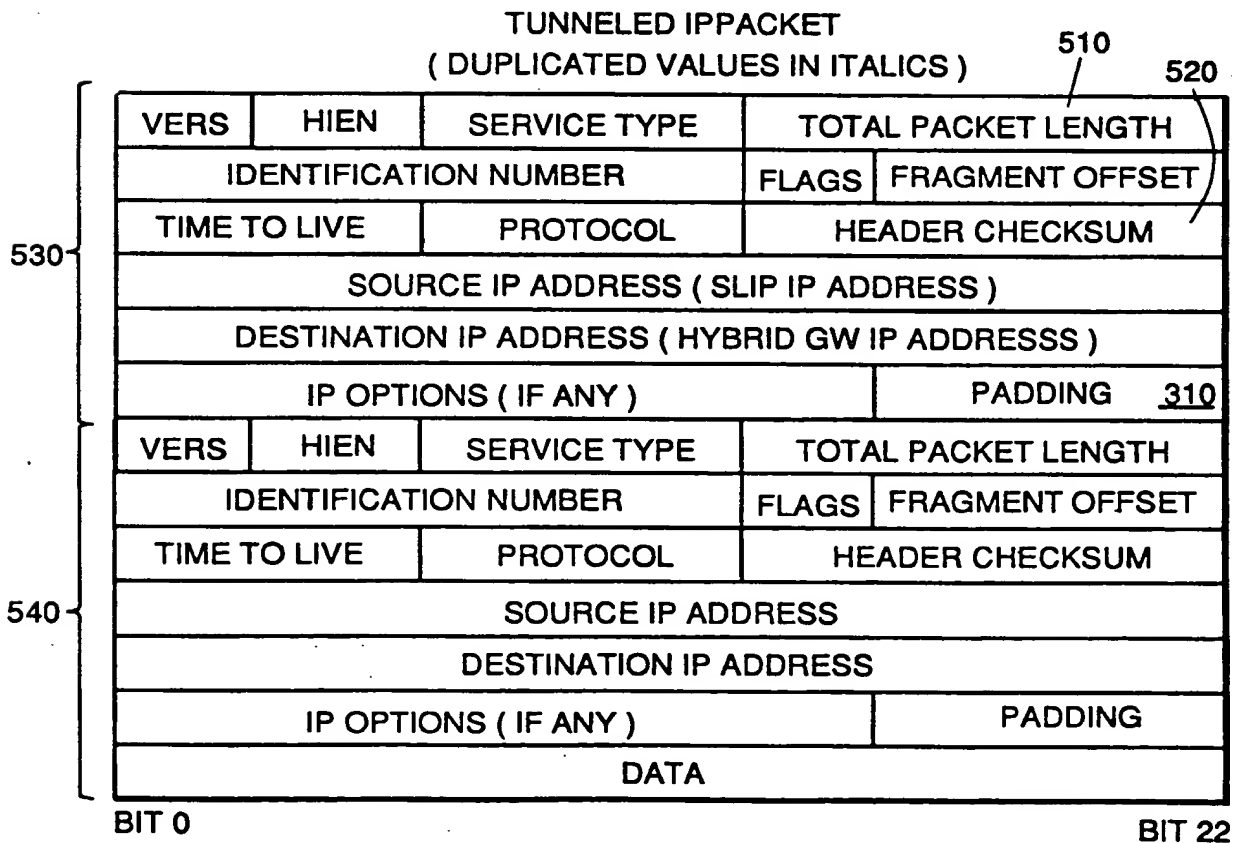 TUNNELED IPPACKET
( DUPLICATED VALUES IN ITALICS )
510
520
VERS HIEN SERVICE TYPE TOTAL PACKET LENGTH
IDENTIFICATION NUMBER FLAGS FRAGMENT OFFSET
TIME TO LIVE PROTOCOL HEADER CHECKSUM
530
SOURCE IP ADDRESS ( SLIP IP ADDRESS )
DESTINATION IP ADDRESS ( HYBRID GW IP ADDRESSS )
IP OPTIONS ( IF ANY ) PADDING 310
VERS HIEN SERVICE TYPE TOTAL PACKET LENGTH
IDENTIFICATION NUMBER FLAGS FRAGMENT OFFSET
TIME TO LIVE PROTOCOL HEADER CHECKSUM
540
SOURCE IP ADDRESS
DESTINATION IP ADDRESS
IP OPTIONS ( IF ANY ) PADDING
DATA
BIT 0 BIT 22